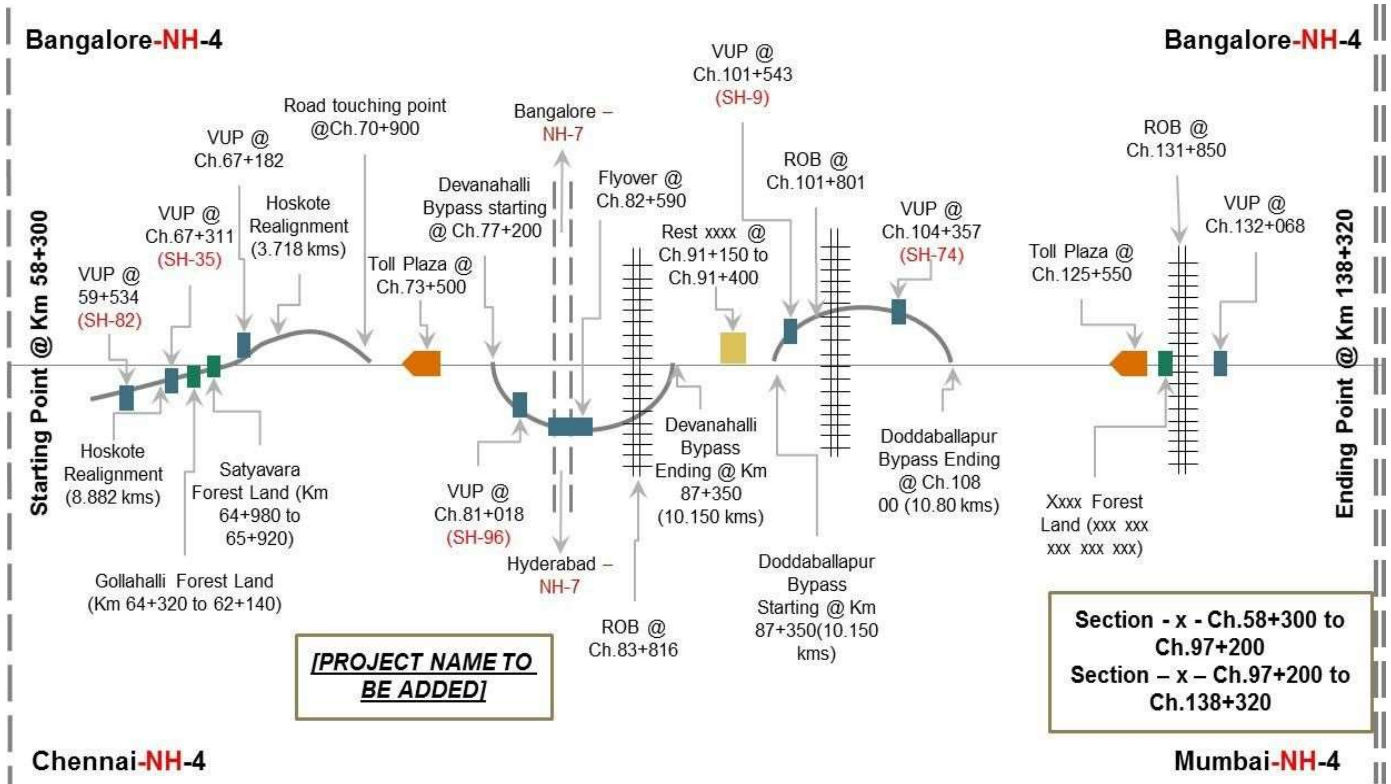 Bangalore-NH-4
Bangalore-NH-4
Starting Point @ Km 58+300
Ending Point @ Km 138+320
VUP @
59+534
(SH-82)
VUP @
Ch.67+311
(SH-35)
VUP @
Ch.67+182
Hoskote
Realignment
(3.718 kms)
Road touching point
@Ch.70+900
Toll Plaza @
Ch.73+500
Devanahalli
Bypass starting
@ Ch.77+200
Bangalore –
NH-7
Flyover @
Ch.82+590
Rest xxxx @
Ch.91+150 to
Ch.91+400
VUP @
Ch.101+543
(SH-9)
ROB @
Ch.101+801
VUP @
Ch.104+357
(SH-74)
Toll Plaza @
Ch.125+550
ROB @
Ch.131+850
VUP @
Ch.132+068
Hoskote
Realignment
(8.882 kms)
Satyavara
Forest Land (Km
64+980 to
65+920)
Gollahalli Forest Land
(Km 64+320 to 62+140)
VUP @
Ch.81+018
(SH-96)
Hyderabad –
NH-7
ROB @
Ch.83+816
Devanahalli
Bypass
Ending @ Km
87+350
(10.150 kms)
Doddaballapur
Bypass
Starting @ Km
87+350(10.150
kms)
Doddaballapur
Bypass Ending
@ Ch.108
00 (10.80 kms)
Xxxx Forest
Land (xxx xxx
xxx xxx xxx)
[PROJECT NAME TO
BE ADDED]
Section - x - Ch.58+300 to
Ch.97+200
Section – x – Ch.97+200 to
Ch.138+320
Chennai-NH-4
Mumbai-NH-4